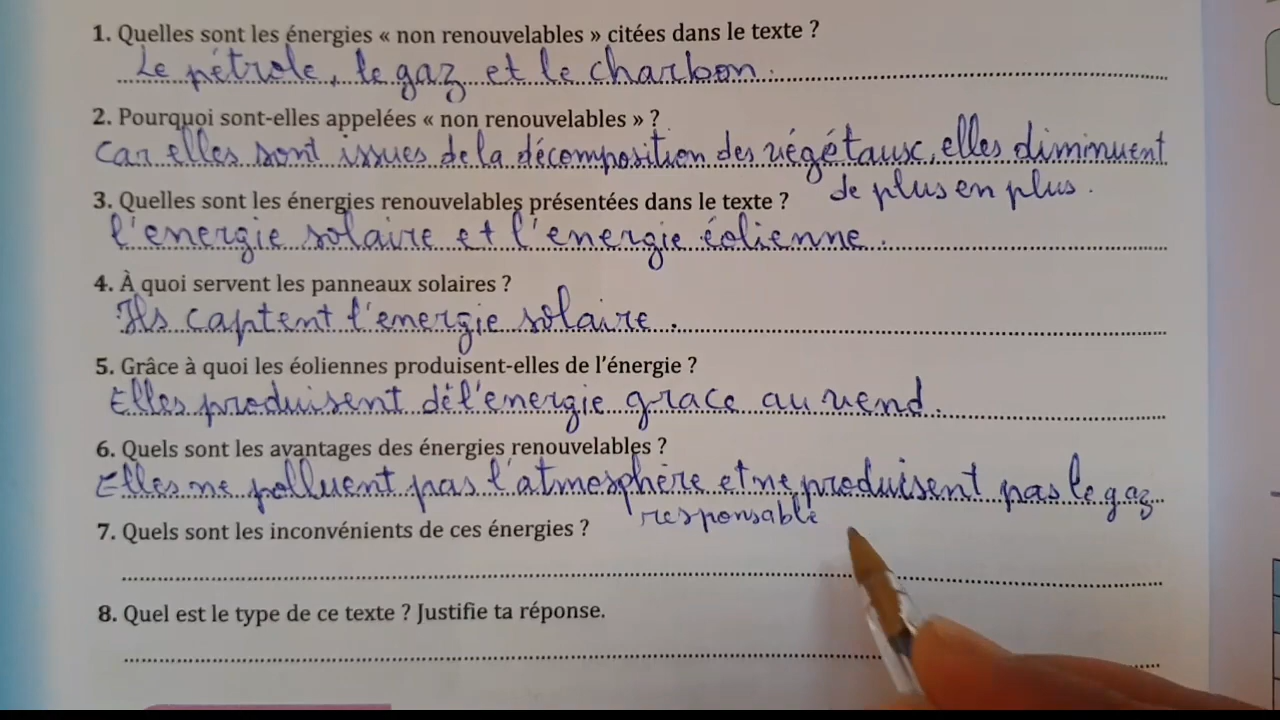 1. Quelles sont les énergies « non renouvelables » citées dans le texte ?
Le pétrole, le gaz et le charbon.
2. Pourquoi sont-elles appelées « non renouvelables » ?
Car elles sont issues de la décomposition des végétaux, elles diminuent
de plus en plus.
3. Quelles sont les énergies renouvelables présentées dans le texte ?
l'energie solaire et l'energie éolienne.
4. À quoi servent les panneaux solaires ?
Ils captent l'energie solaire.
5. Grâce à quoi les éoliennes produisent-elles de l'énergie ?
Elles produisent de l'energie grace au vend.
6. Quels sont les avantages des énergies renouvelables ?
Elles ne polluent pas l'atmosphère et ne produisent pas le gaz
responsable
7. Quels sont les inconvénients de ces énergies ?
8. Quel est le type de ce texte ? Justifie ta réponse.